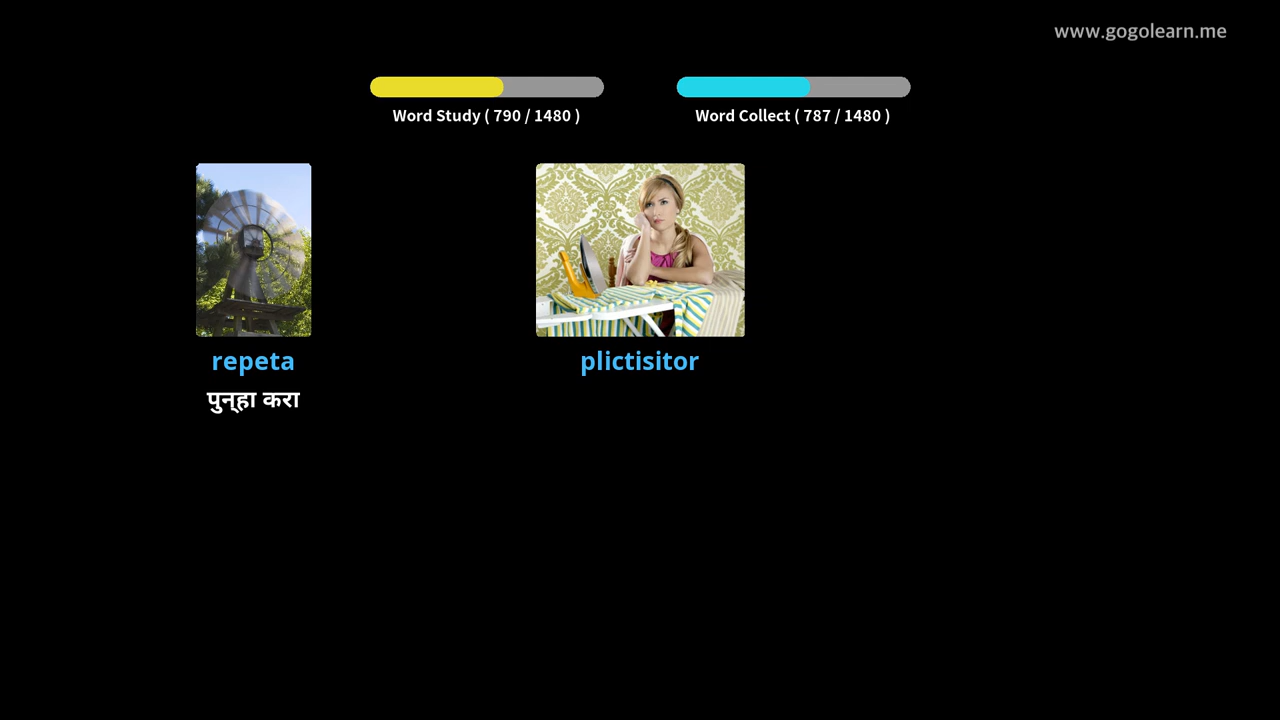 www.gogolearn.me
Word Study ( 790 / 1480 )
Word Collect ( 787 / 1480 )
repeta
plictisitor
पुन्हा करा